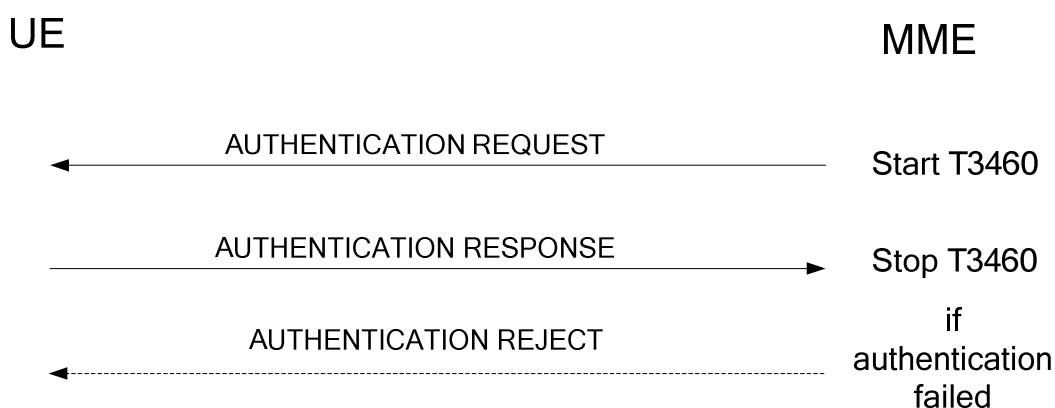 UE
MME
AUTHENTICATION REQUEST
Start T3460
AUTHENTICATION RESPONSE
Stop T3460
AUTHENTICATION REJECT
if
authentication
failed